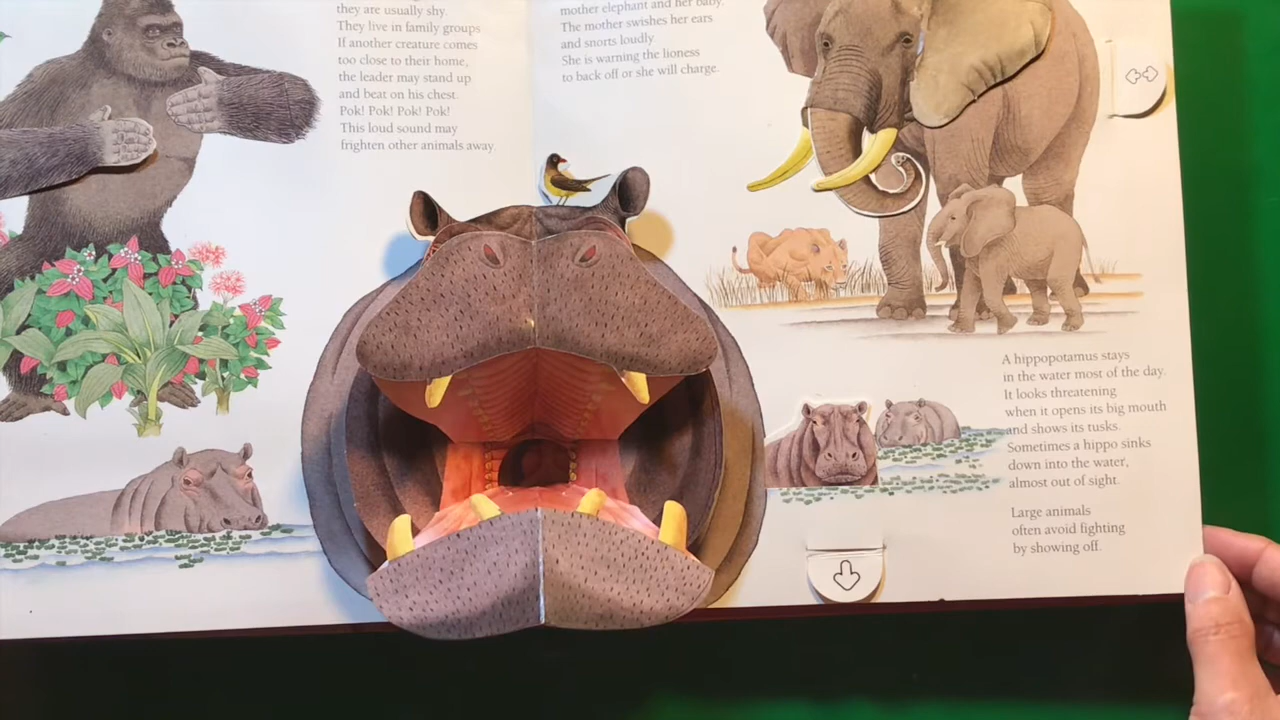 they are usually shy.
They live in family groups
If another creature comes
too close to their home,
the leader may stand up
and beat on his chest.
Pok! Pok! Pok! Pok!
This loud sound may
frighten other animals away.
mother elephant and her baby.
The mother swishes her ears
and snorts loudly
She is warning the lioness
to back off or she will charge.
A hippopotamus stays
in the water most of the day.
It looks threatening
when it opens its big mouth
and shows its tusks.
Sometimes a hippo sinks
down into the water,
almost out of sight.
Large animals
often avoid fighting
by showing off.